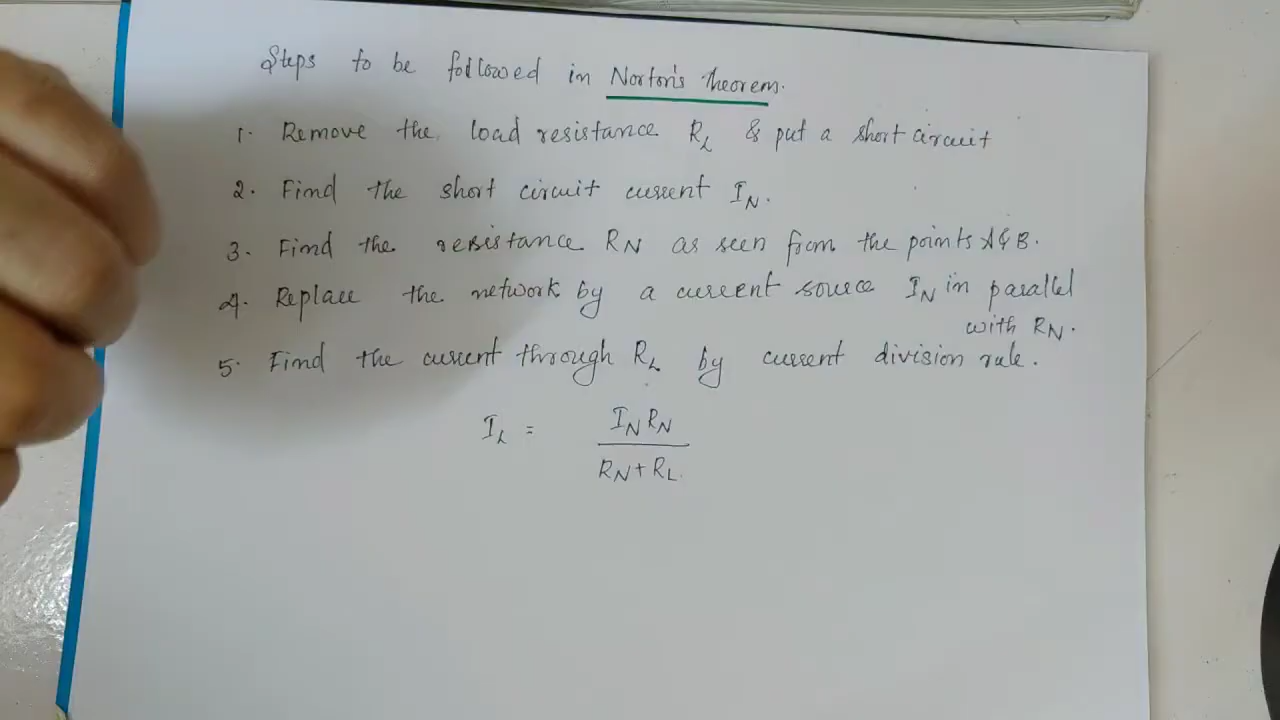 Steps to be followed in Norton's Theorem.
1. Remove the load resistance RL & put a short circuit
2. Find the short circuit current IN.
3. Find the resistance RN as seen from the points A & B.
4. Replace the network by a current source IN in parallel
with RN.
5. Find the current through RL by current division rule.
IL = IN RN
RN + RL